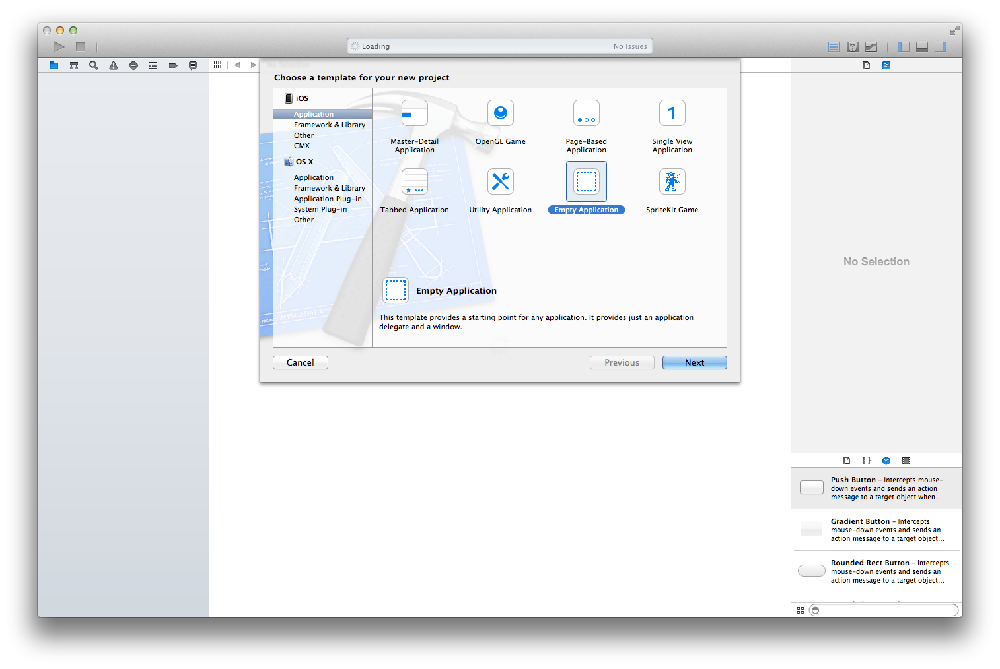 Loading
No Issues
No Selection
Choose a template for your new project
iOS
Application
Framework & Library
Other
CMX
OS X
Application
Framework & Library
Application Plug-in
System Plug-in
Other
Master-Detail
Application
OpenGL Game
Page-Based
Application
1
Single View
Application
Tabbed Application
Utility Application
Empty Application
SpriteKit Game
Empty Application
This template provides a starting point for any application. It provides just an application
delegate and a window.
Cancel
Previous
Next
No Selection
{ }
Push Button - Intercepts mouse-
down events and sends an action
message to a target object when...
Gradient Button - Intercepts
mouse-down events and sends an
action message to a target object...
Rounded Rect Button - Intercepts
mouse-down events and sends an
action message to a target object...